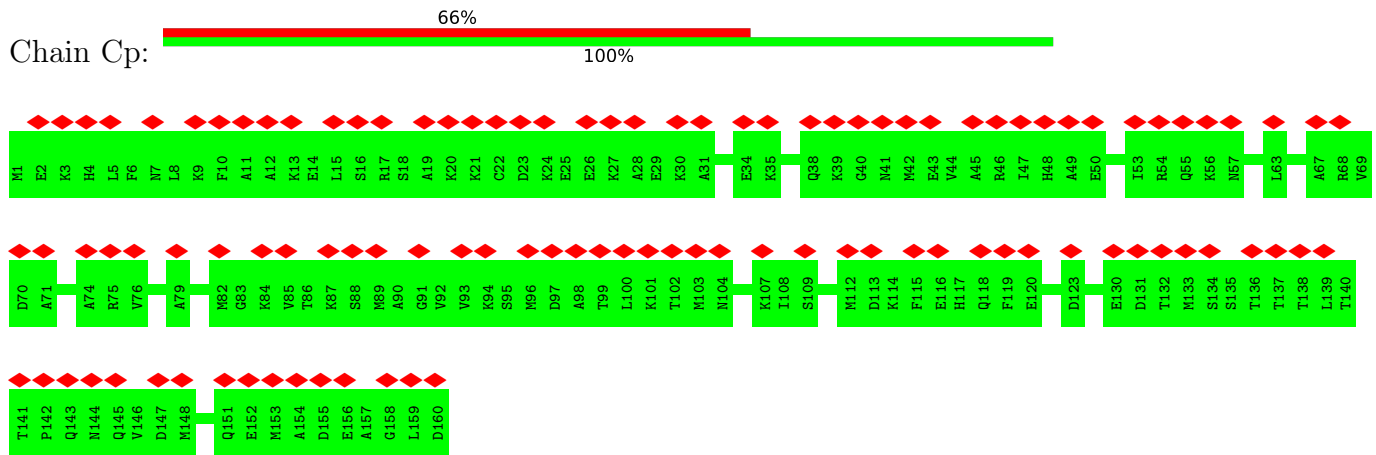 66%
Chain Cp:
100%
M1 E2 K3 H4 L5 F6 N7 L8 K9 F10 A11 A12 K13 E14 L15 S16 R17 S18 A19 K20 K21 C22 D23 K24 E25 E26 K27 A28 E29 K30 A31 E34 K35 Q38 K39 G40 N41 M42 E43 V44 A45 R46 I47 H48 A49 E50 I53 R54 Q55 K56 N57 L63 A67 R68 V69
D70 A71 A74 R75 V76 A79 M82 G83 K84 V85 T86 K87 S88 M89 A90 G91 V92 V93 K94 S95 M96 D97 A98 T99 L100 K101 T102 M103 N104 K107 I108 S109 M112 D113 K114 F115 E116 H117 Q118 F119 E120 D123 E130 D131 T132 M133 S134 S135 T136 T137 T138 L139 T140
T141 P142 Q143 N144 Q145 V146 D147 M148 Q151 E152 M153 A154 D155 E156 A157 G158 L159 D160